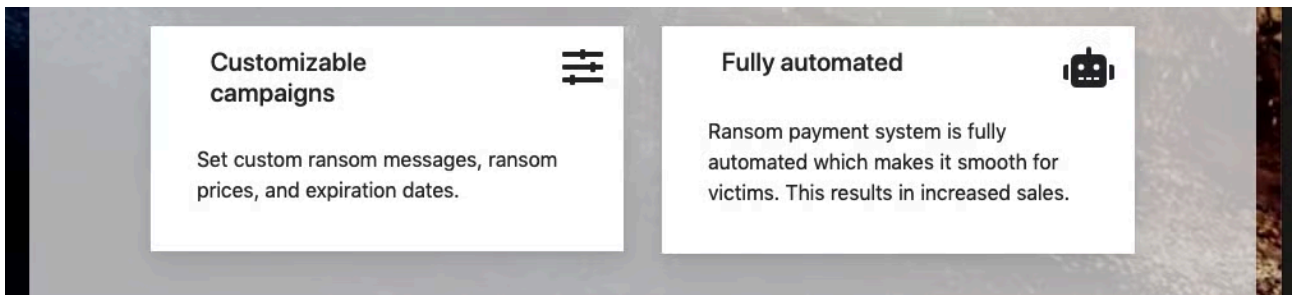 Customizable
campaigns
Set custom ransom messages, ransom
prices, and expiration dates.
Fully automated
Ransom payment system is fully
automated which makes it smooth for
victims. This results in increased sales.